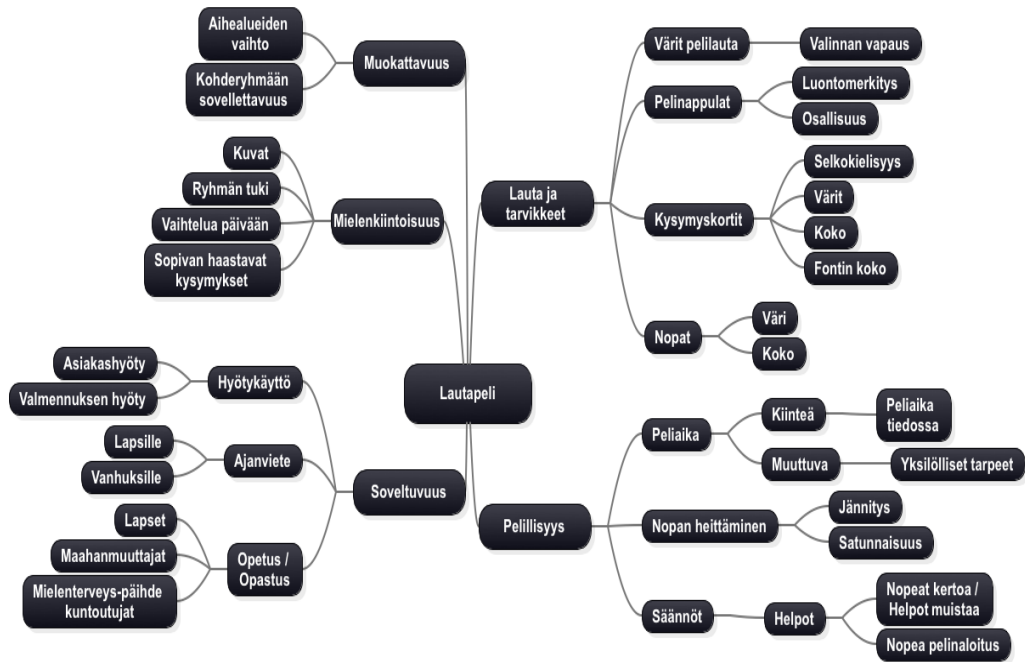 Aihealueiden
vaihto
Kohderyhmään
sovellettavuus
Muokattavuus
Kuvat
Ryhmän tuki
Vaihtelua päivään
Sopivan haastavat
kysymykset
Mielenkiintoisuus
Asiakashyöty
Valmennuksen hyöty
Hyötykäyttö
Lapsille
Vanhuksille
Ajanviete
Lapset
Maahanmuuttajat
Mielenterveys-päihde
kuntoutujat
Opetus /
Opastus
Soveltuvuus
Lautapeli
Lauta ja
tarvikkeet
Värit pelilauta
Valinnan vapaus
Pelinappulat
Luontomerkitys
Osallisuus
Kysymyskortit
Selkokielisyys
Värit
Koko
Fontin koko
Nopat
Väri
Koko
Pelillisyys
Peliaika
Kiinteä
Peliaika
tiedossa
Muuttuva
Yksilölliset tarpeet
Nopan heittäminen
Jännitys
Satunnaisuus
Säännöt
Helpot
Nopeat kertoa /
Helpot muistaa
Nopea pelinaloitus